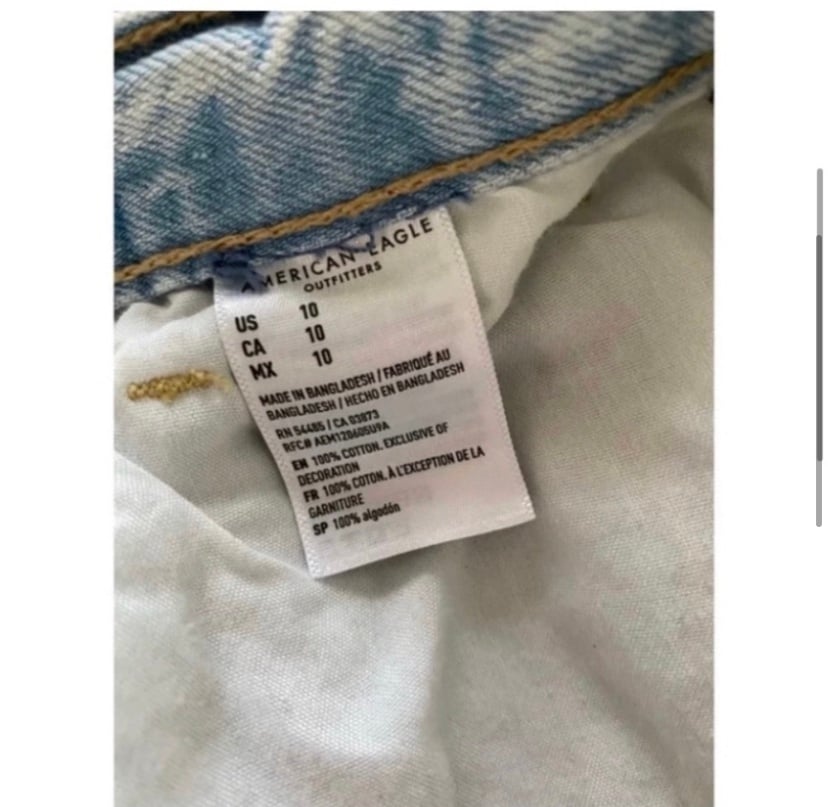 AMERICAN EAGLE
OUTFITTERS
US 10
CA 10
MX 10
MADE IN BANGLADESH / FABRIQUÉ AU
BANGLADESH / HECHO EN BANGLADESH
RN 54485 / CA 03873
RFC# AEM120605U9A
EN 100% COTTON. EXCLUSIVE OF
DECORATION
FR 100% COTON. À L'EXCEPTION DE LA
GARNITURE
SP 100% algodón